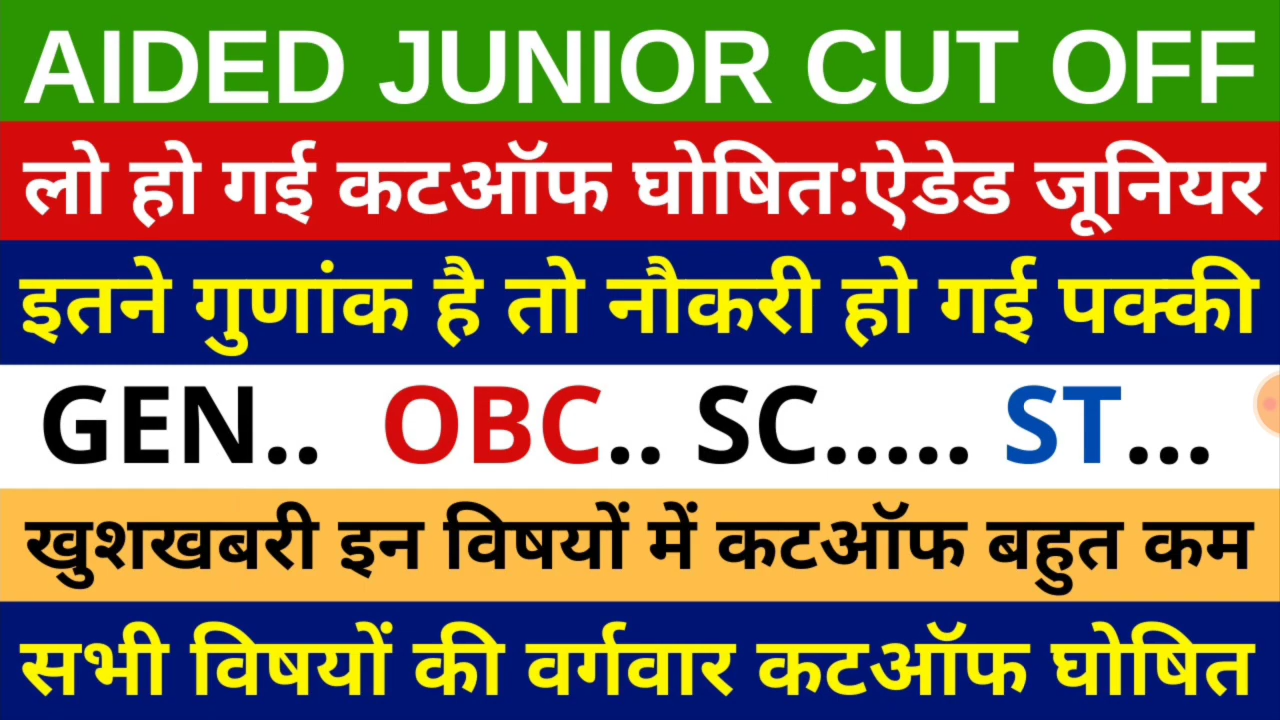 AIDED JUNIOR CUT OFF
लो हो गई कटऑफ घोषित:ऐडेड जूनियर
इतने गुणांक है तो नौकरी हो गई पक्की
GEN.. OBC.. SC..... ST...
खुशखबरी इन विषयों में कटऑफ बहुत कम
सभी विषयों की वर्गवार कटऑफ घोषित